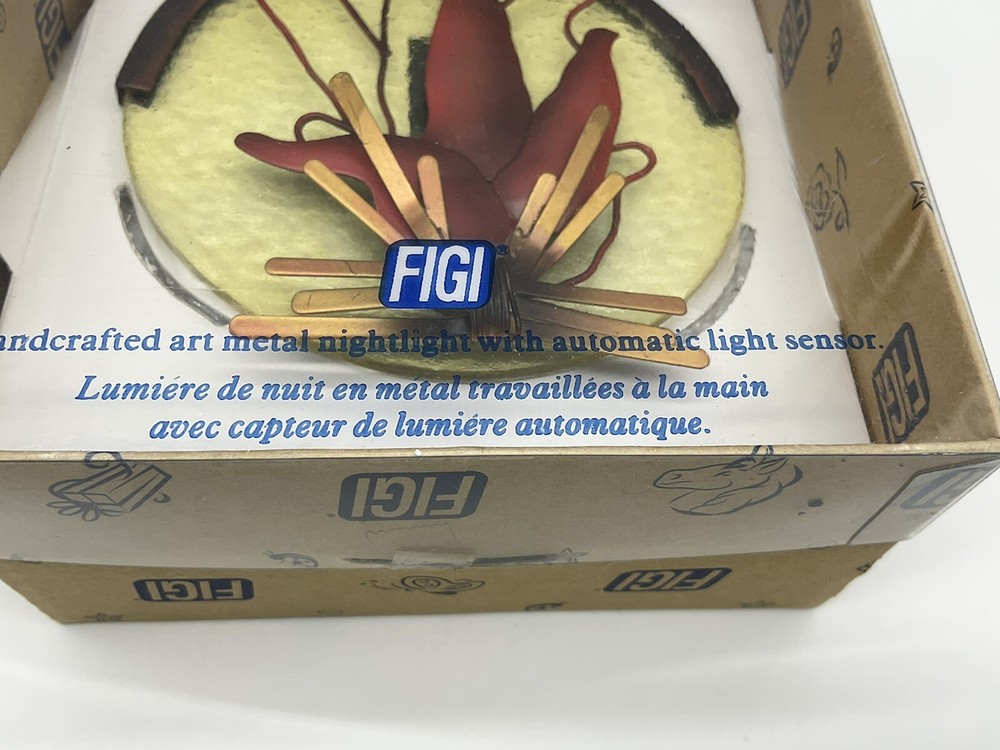 FIGI
andcrafted art metal nightlight with automatic light sensor.
Lumiére de nuit en métal travaillées à la main
avec capteur de lumiére automatique.
FIGI
FIGI
FIGI
FIGI